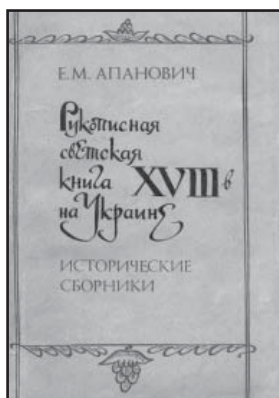 Е.М. АПАНОВИЧ
Рукописная
свЕтская
книга XVIII в
на УкраинЕ
ИСТОРИЧЕСКИЕ
СБОРНИКИ